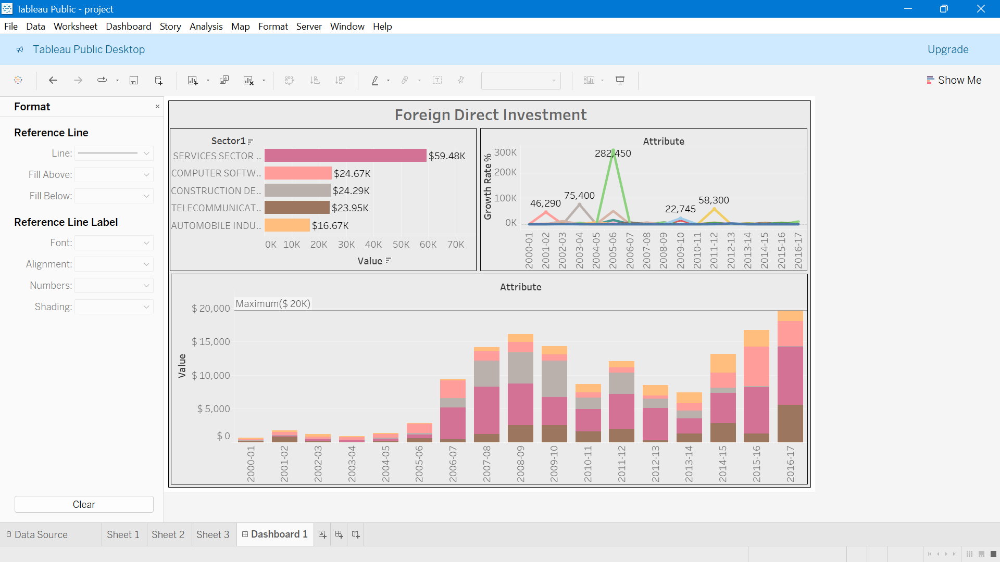 Tableau Public - project
File Data Worksheet Dashboard Story Analysis Map Format Server Window Help
Tableau Public Desktop
Upgrade
Show Me
Format
Reference Line
Line:
Fill Above:
Fill Below:
Reference Line Label
Font:
Alignment:
Numbers:
Shading:
Clear
Foreign Direct Investment
Sector1
SERVICES SECTOR .. $59.48K
COMPUTER SOFTW.. $24.67K
CONSTRUCTION DE.. $24.29K
TELECOMMUNICAT.. $23.95K
AUTOMOBILE INDU.. $16.67K
0K 10K 20K 30K 40K 50K 60K 70K
Value
Attribute
Growth Rate %
300K
200K
100K
0K
282,450
75,400
46,290
58,300
22,745
2000-01 2001-02 2002-03 2003-04 2004-05 2005-06 2006-07 2007-08 2008-09 2009-10 2010-11 2011-12 2012-13 2013-14 2014-15 2015-16 2016-17
Attribute
Maximum($ 20K)
Value
$ 20,000
$ 15,000
$ 10,000
$ 5,000
$ 0
2000-01 2001-02 2002-03 2003-04 2004-05 2005-06 2006-07 2007-08 2008-09 2009-10 2010-11 2011-12 2012-13 2013-14 2014-15 2015-16 2016-17
Data Source Sheet 1 Sheet 2 Sheet 3 Dashboard 1